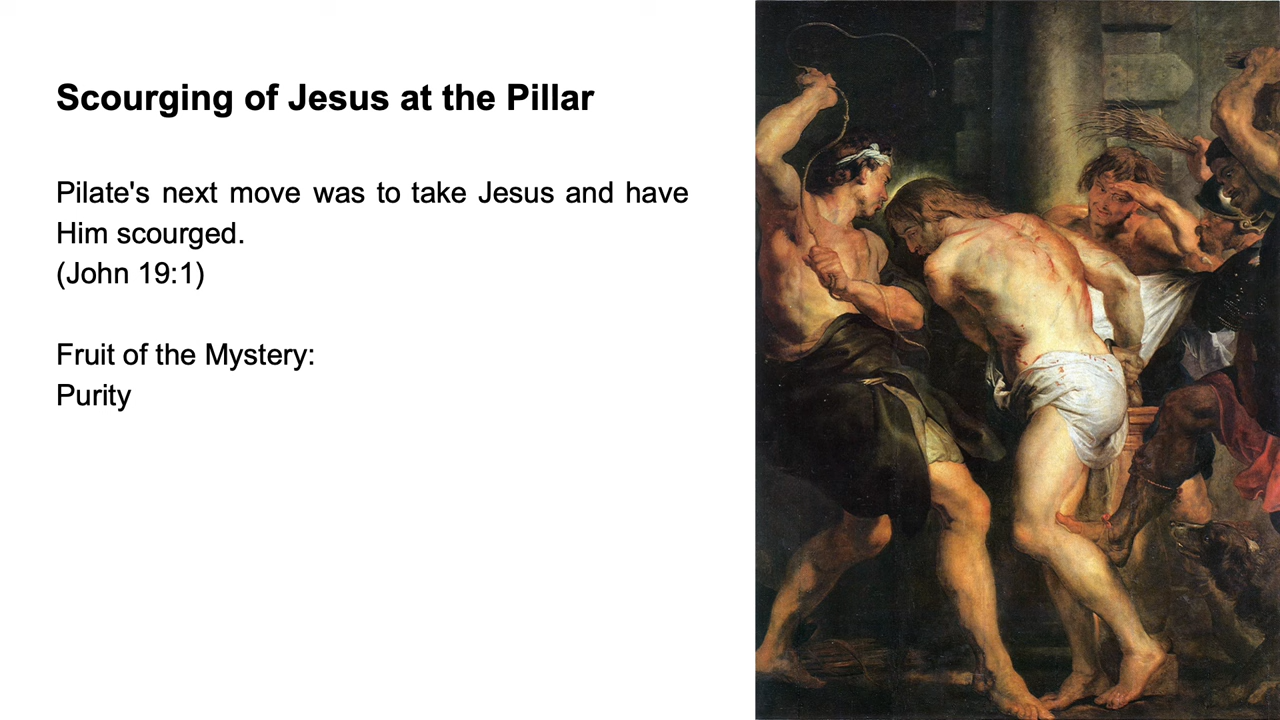 Scourging of Jesus at the Pillar
Pilate's next move was to take Jesus and have
Him scourged.
(John 19:1)
Fruit of the Mystery:
Purity